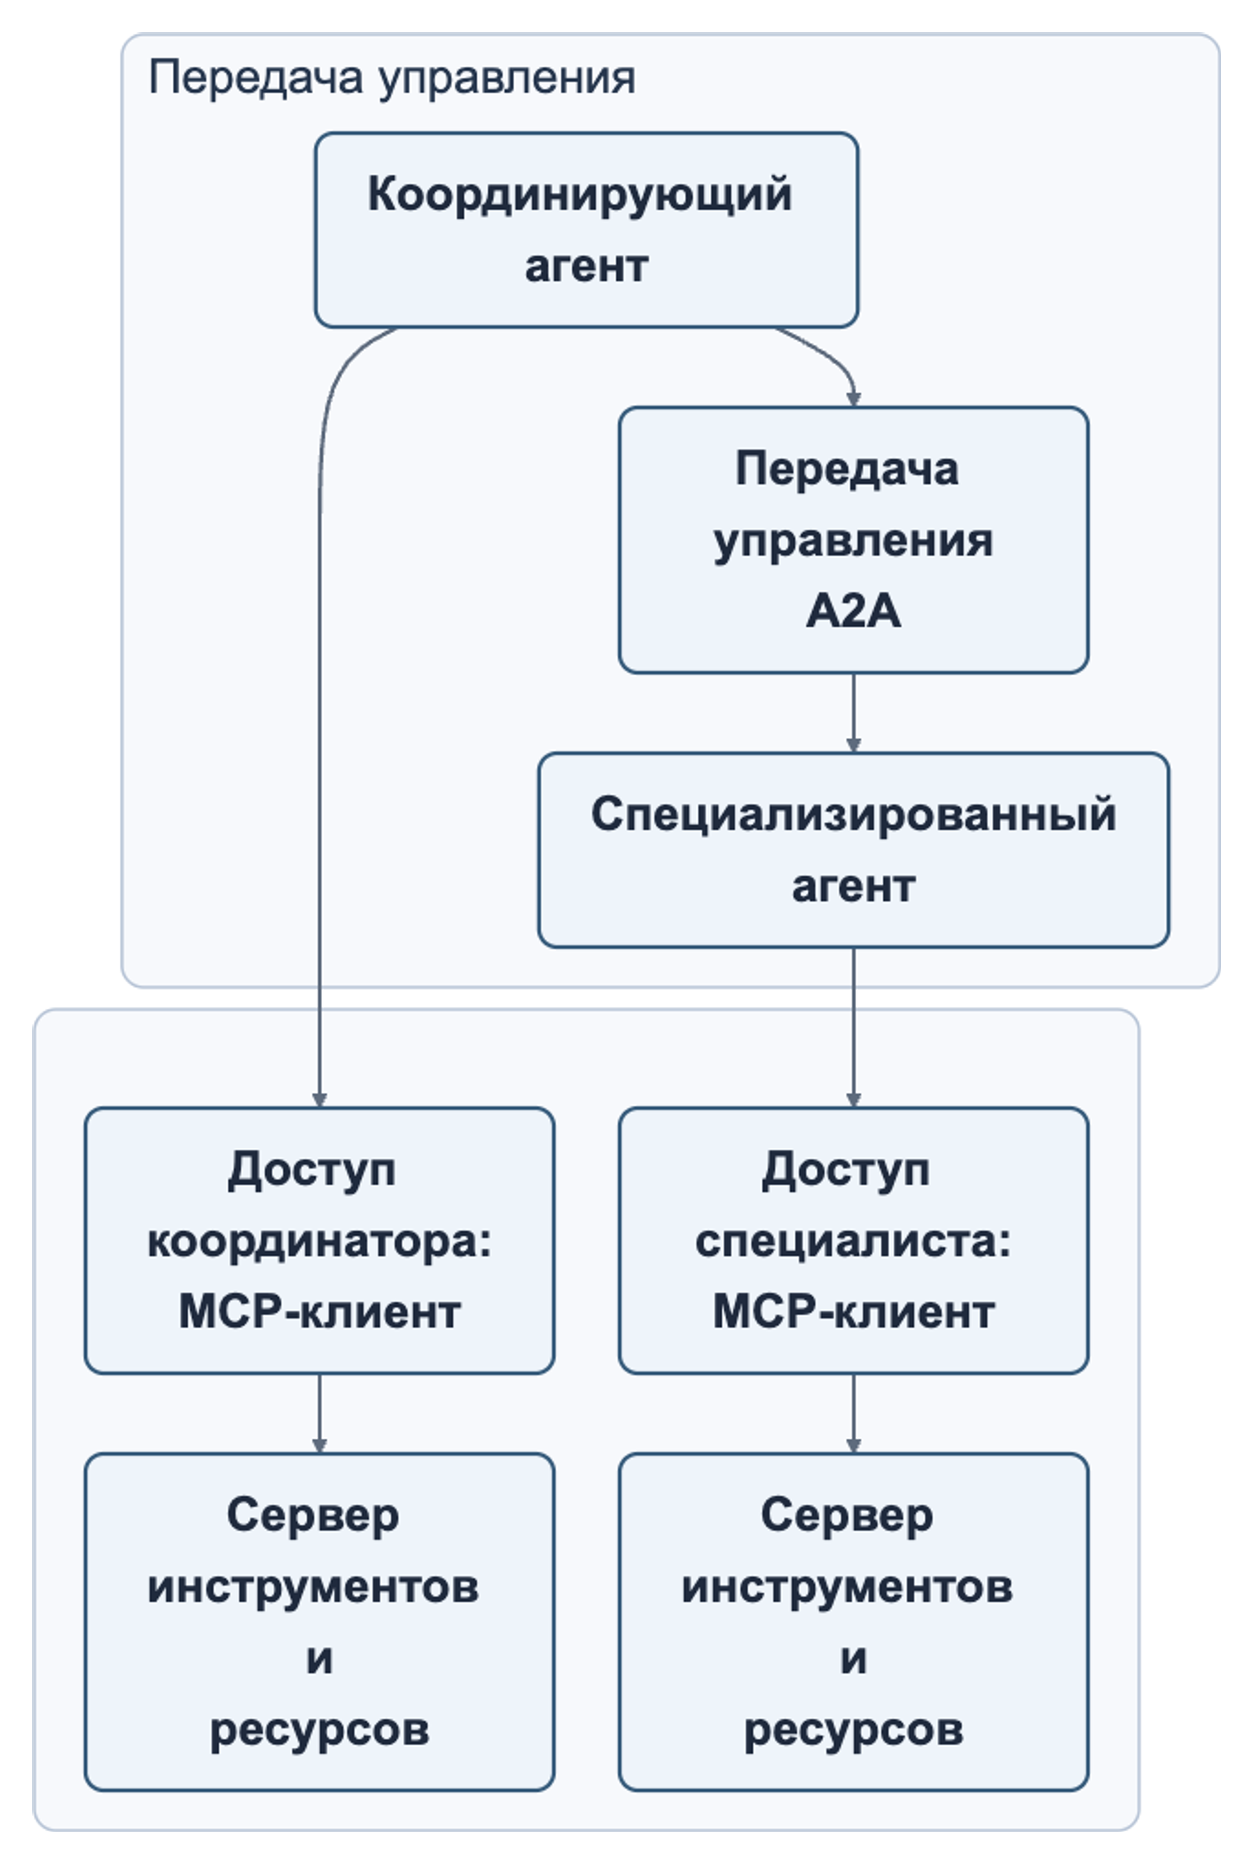 Передача управления
Координирующий
агент
Передача
управления
A2A
Специализированный
агент
Доступ
координатора:
MCP-клиент
Доступ
специалиста:
MCP-клиент
Сервер
инструментов
и
ресурсов
Сервер
инструментов
и
ресурсов